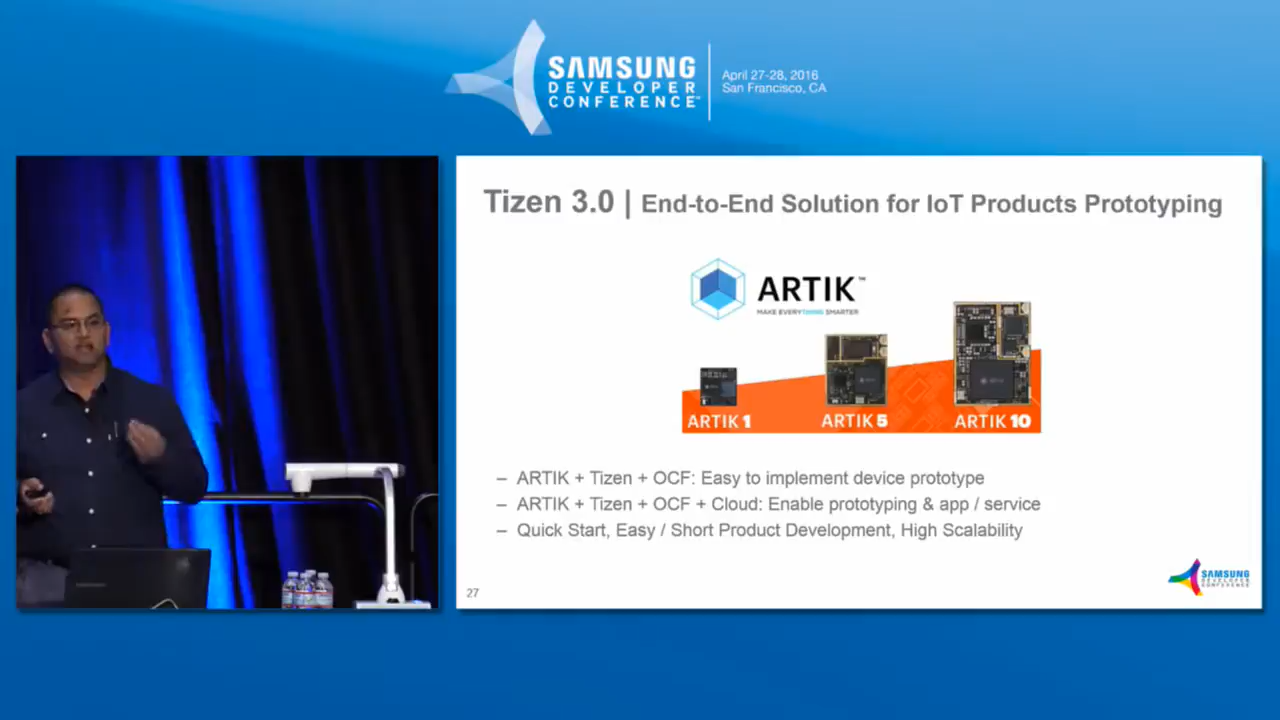 SAMSUNG
DEVELOPER
CONFERENCE™
April 27-28, 2016
San Francisco, CA
Tizen 3.0 | End-to-End Solution for IoT Products Prototyping
ARTIK™
MAKE EVERYTHING SMARTER
ARTIK 1
ARTIK 5
ARTIK 10
– ARTIK + Tizen + OCF: Easy to implement device prototype
– ARTIK + Tizen + OCF + Cloud: Enable prototyping & app / service
– Quick Start, Easy / Short Product Development, High Scalability
27
SAMSUNG
DEVELOPER
CONFERENCE